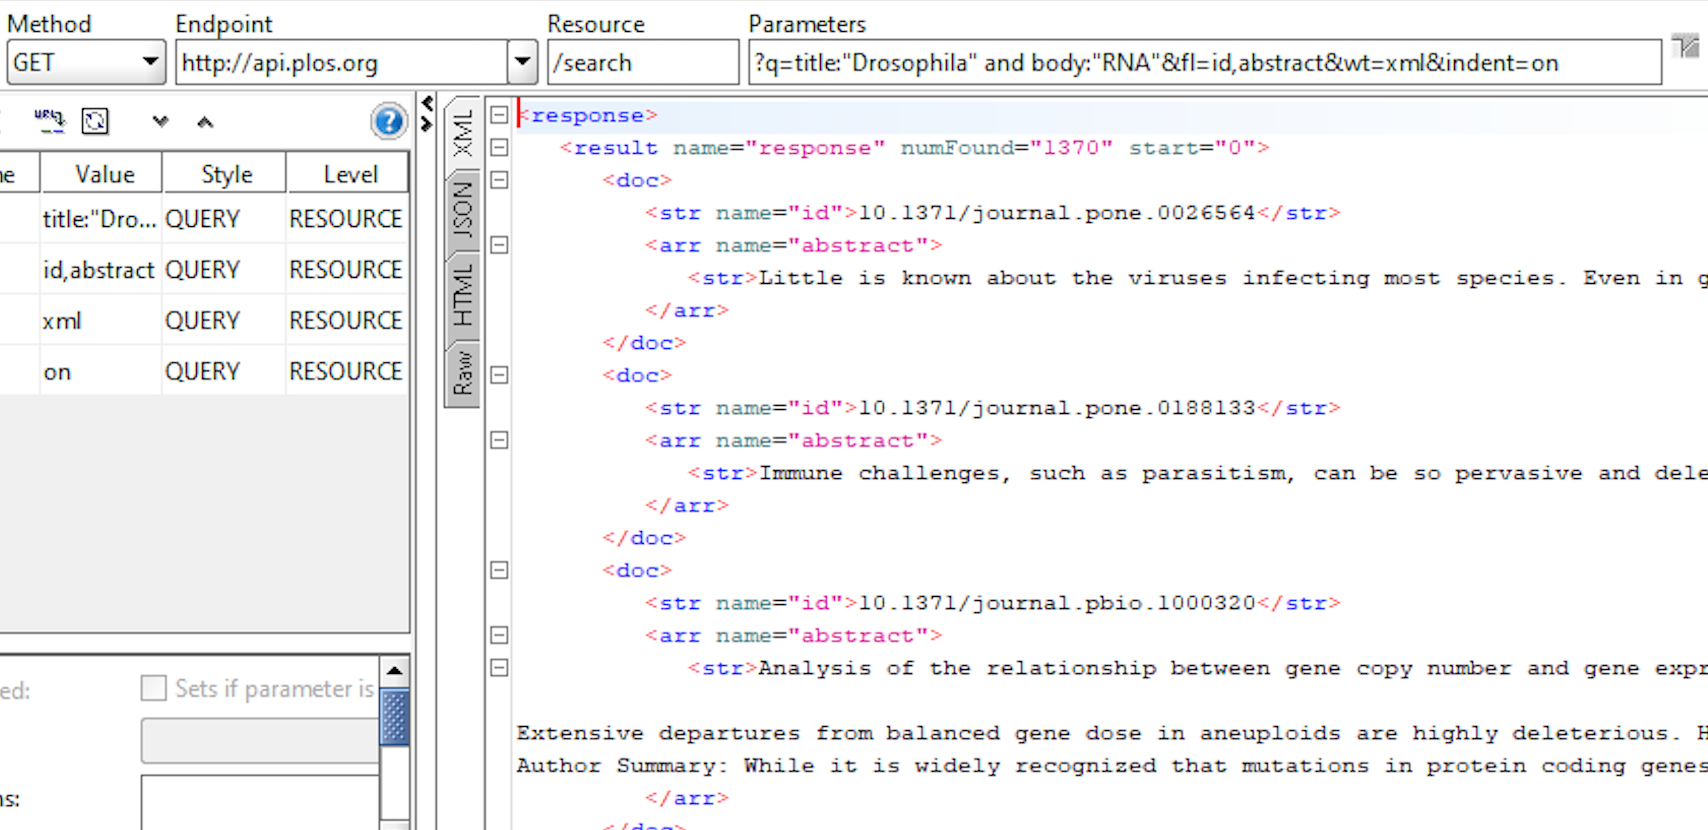 Method Endpoint Resource Parameters
GET http://api.plos.org /search ?q=title:"Drosophila" and body:"RNA"&fl=id,abstract&wt=xml&indent=on
Value Style Level
title:"Dro... QUERY RESOURCE
id,abstract QUERY RESOURCE
xml QUERY RESOURCE
on QUERY RESOURCE
ed:
Sets if parameter is
ns:
XML
JSON
HTML
Raw
<response>
<result name="response" numFound="1370" start="0">
<doc>
<str name="id">10.1371/journal.pone.0026564</str>
<arr name="abstract">
<str>Little is known about the viruses infecting most species. Even in g
</arr>
</doc>
<doc>
<str name="id">10.1371/journal.pone.0188133</str>
<arr name="abstract">
<str>Immune challenges, such as parasitism, can be so pervasive and dele
</arr>
</doc>
<doc>
<str name="id">10.1371/journal.pbio.1000320</str>
<arr name="abstract">
<str>Analysis of the relationship between gene copy number and gene expr
Extensive departures from balanced gene dose in aneuploids are highly deleterious. H
Author Summary: While it is widely recognized that mutations in protein coding genes
</arr>
</doc>